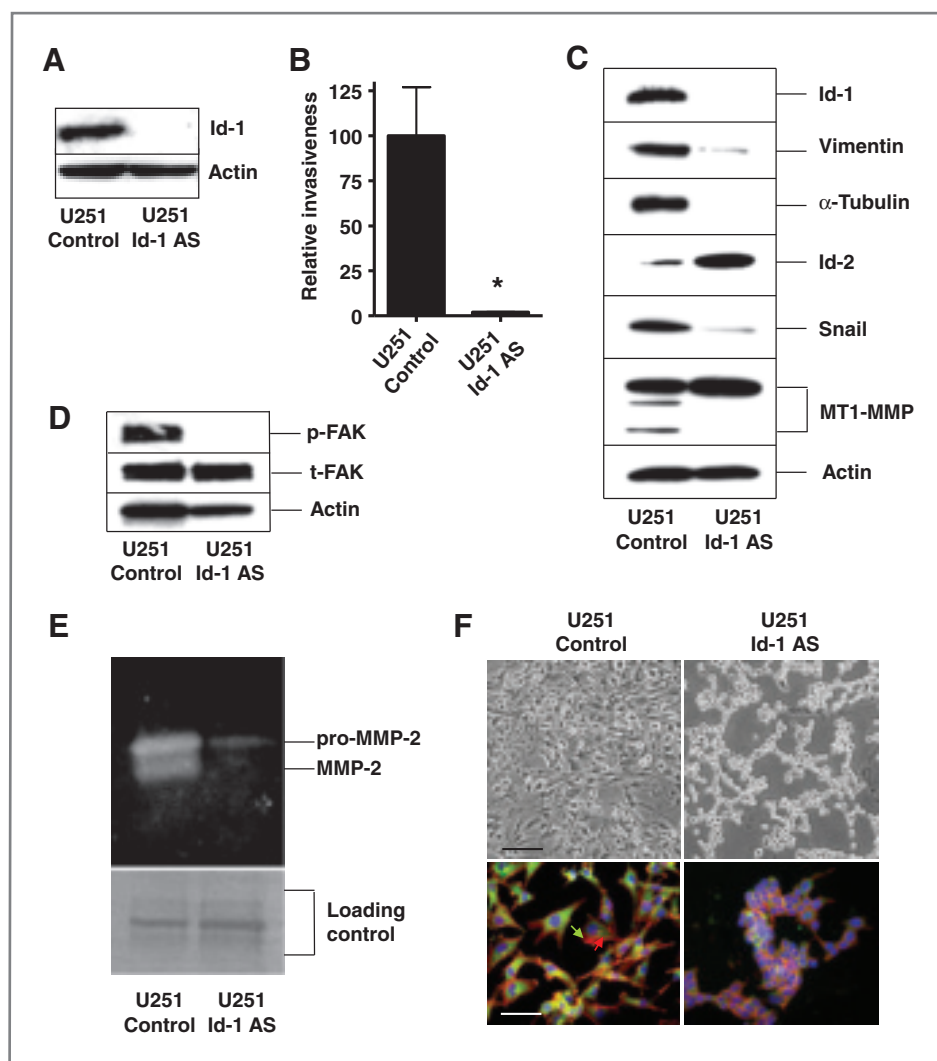 A
Id-1
Actin
U251
Control
U251
Id-1 AS
B
Relative invasiveness
125
100
75
50
25
0
*
U251
Control
U251
Id-1 AS
C
Id-1
Vimentin
α-Tubulin
Id-2
Snail
MT1-MMP
Actin
U251
Control
U251
Id-1 AS
D
p-FAK
t-FAK
Actin
U251
Control
U251
Id-1 AS
E
pro-MMP-2
MMP-2
Loading
control
U251
Control
U251
Id-1 AS
F
U251
Control
U251
Id-1 AS